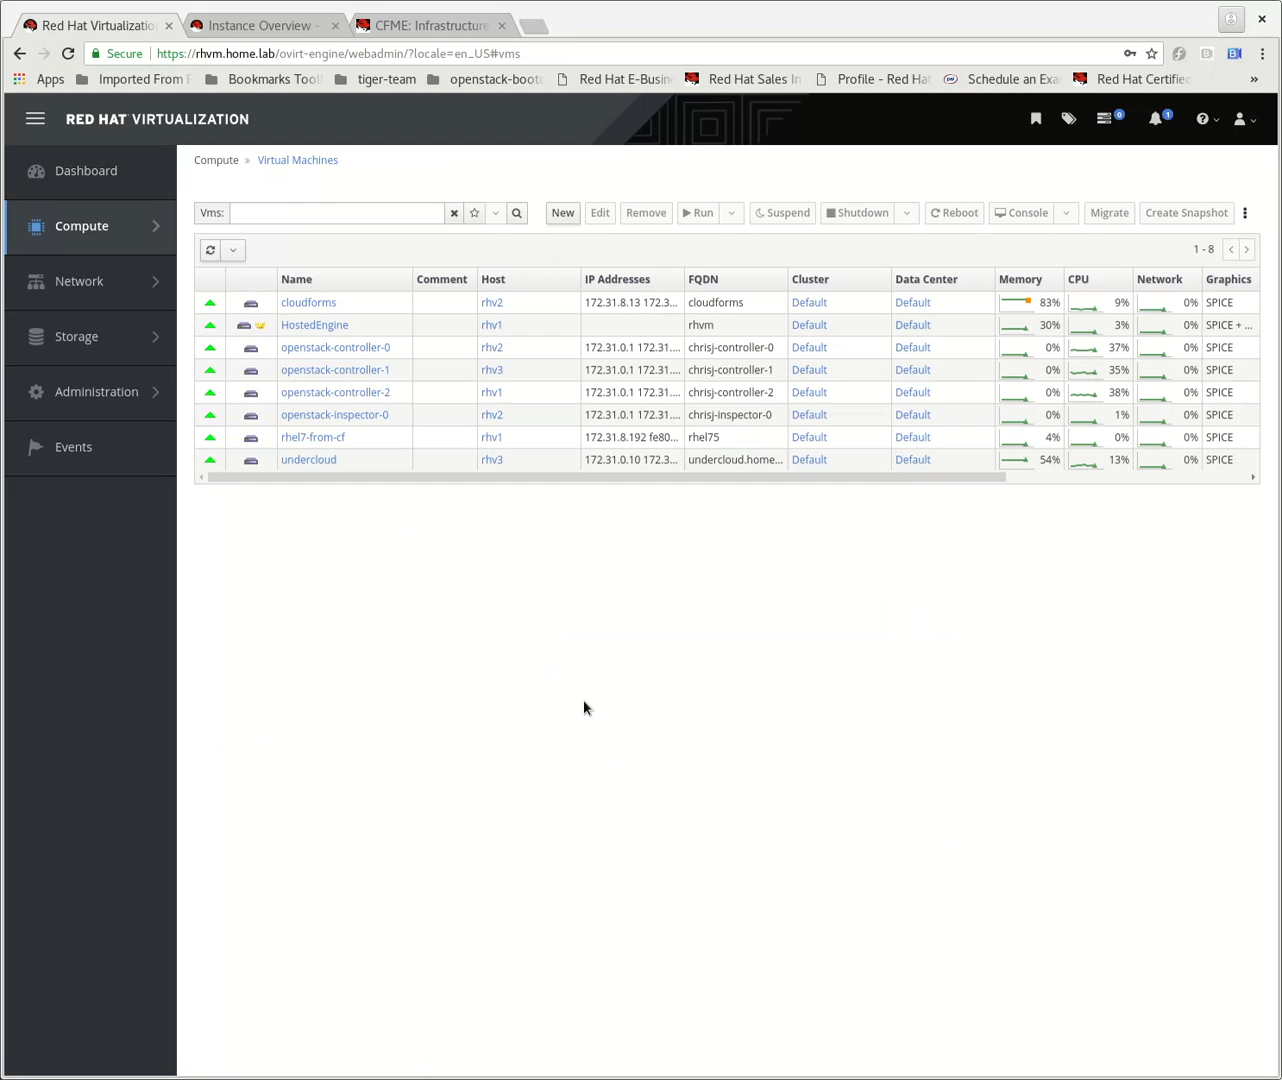 Red Hat Virtualizatio
Instance Overview -
CFME: Infrastructure
Secure
https://rhvm.home.lab/ovirt-engine/webadmin/?locale=en_US#vms
Apps
Imported From F
Bookmarks Tool
tiger-team
openstack-boot
Red Hat E-Busin
Red Hat Sales In
Profile - Red Hat
Schedule an Exa
Red Hat Certifie
»
RED HAT VIRTUALIZATION
0
1
Dashboard
Compute
Network
Storage
Administration
Events
Compute » Virtual Machines
Vms:
New Edit Remove Run Suspend Shutdown Reboot Console Migrate Create Snapshot
1 - 8
Name Comment Host IP Addresses FQDN Cluster Data Center Memory CPU Network Graphics
cloudforms rhv2 172.31.8.13 172.3... cloudforms Default Default 83% 9% 0% SPICE
HostedEngine rhv1 rhvm Default Default 30% 3% 0% SPICE + ...
openstack-controller-0 rhv2 172.31.0.1 172.31.... chrisj-controller-0 Default Default 0% 37% 0% SPICE
openstack-controller-1 rhv3 172.31.0.1 172.31.... chrisj-controller-1 Default Default 0% 35% 0% SPICE
openstack-controller-2 rhv1 172.31.0.1 172.31.... chrisj-controller-2 Default Default 0% 38% 0% SPICE
openstack-inspector-0 rhv2 172.31.0.1 172.31.... chrisj-inspector-0 Default Default 0% 1% 0% SPICE
rhel7-from-cf rhv1 172.31.8.192 fe80... rhel75 Default Default 4% 0% 0% SPICE
undercloud rhv3 172.31.0.10 172.3... undercloud.home... Default Default 54% 13% 0% SPICE